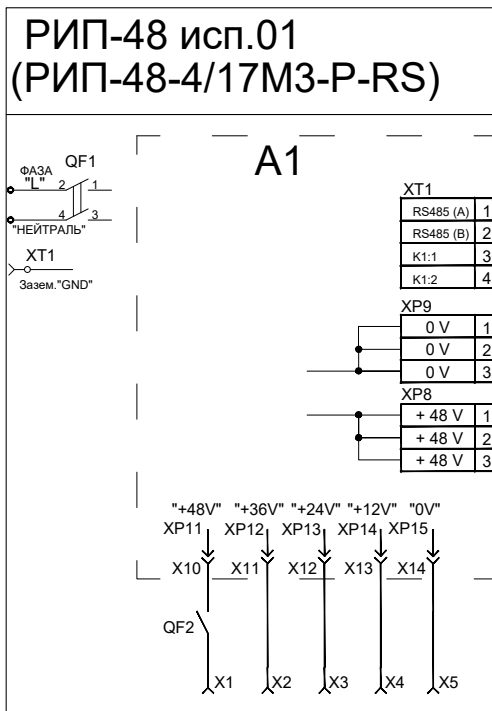 РИП-48 исп.01
(РИП-48-4/17М3-Р-RS)
A1
QF1
ФАЗА
"L" 2 1
4 3
"НЕЙТРАЛЬ"
XT1
Зазем."GND"
XT1
RS485 (A) 1
RS485 (B) 2
K1:1 3
K1:2 4
XP9
0 V 1
0 V 2
0 V 3
XP8
+ 48 V 1
+ 48 V 2
+ 48 V 3
"+48V" "+36V" "+24V" "+12V" "0V"
XP11 XP12 XP13 XP14 XP15
X10 X11 X12 X13 X14
QF2
X1 X2 X3 X4 X5